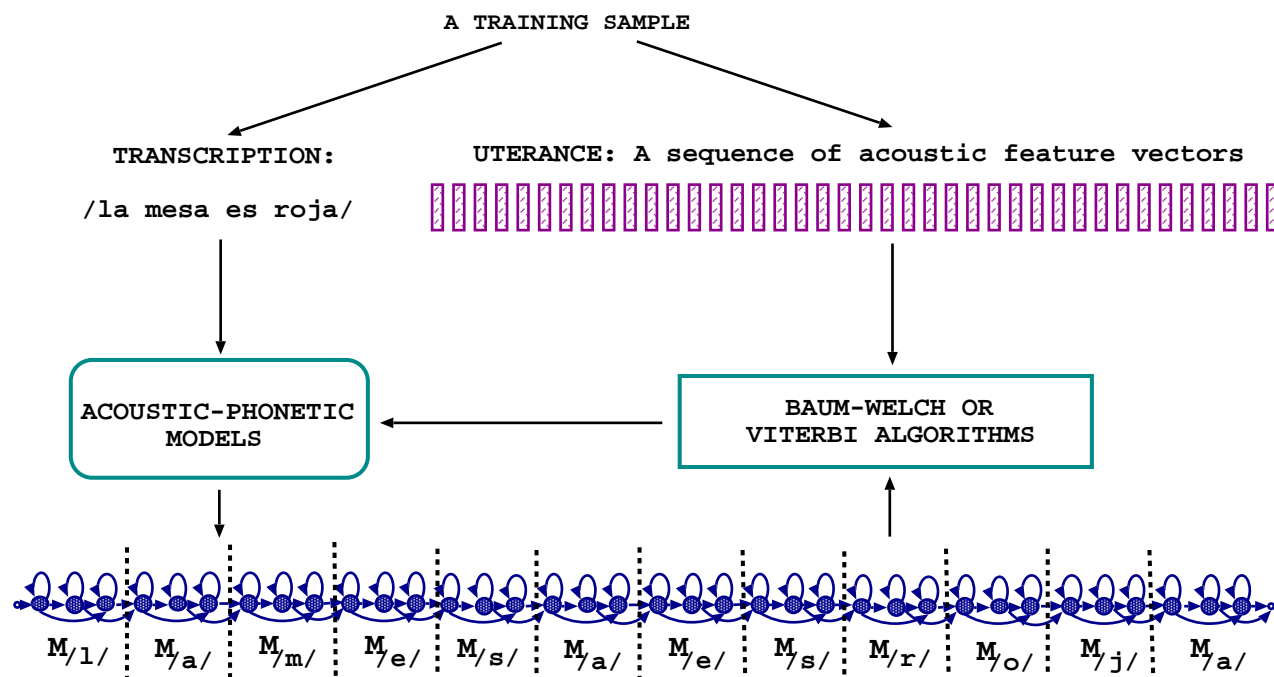 A TRAINING SAMPLE
TRANSCRIPTION:
UTERANCE: A sequence of acoustic feature vectors
/la mesa es roja/
ACOUSTIC-PHONETIC
MODELS
BAUM-WELCH OR
VITERBI ALGORITHMS
M/l/ M/a/ M/m/ M/e/ M/s/ M/a/ M/e/ M/s/ M/r/ M/o/ M/j/ M/a/